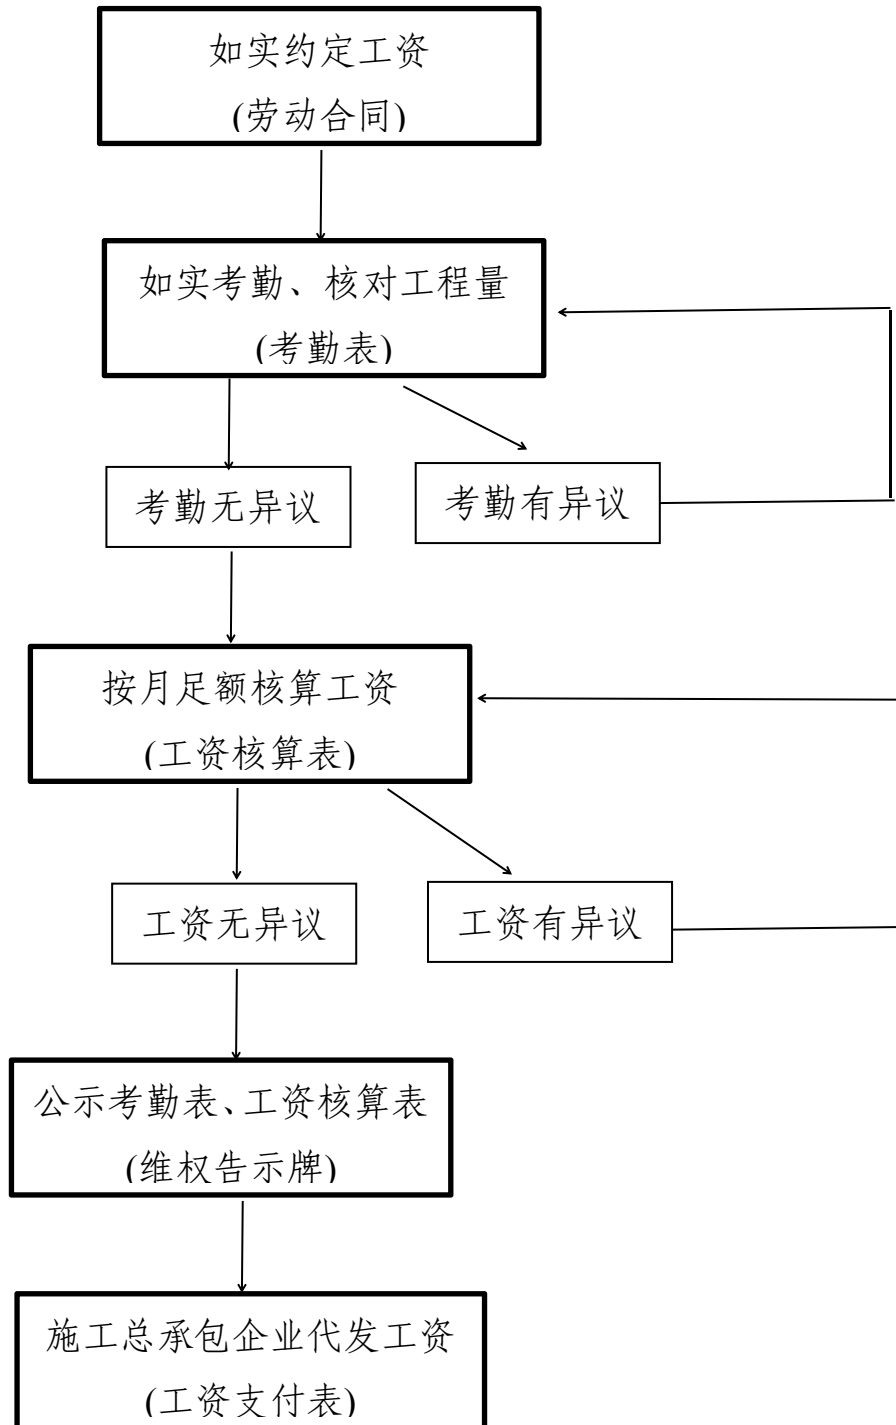 如实约定工资
(劳动合同)
如实考勤、核对工程量
(考勤表)
考勤无异议
考勤有异议
按月足额核算工资
(工资核算表)
工资无异议
工资有异议
公示考勤表、工资核算表
(维权告示牌)
施工总承包企业代发工资
(工资支付表)